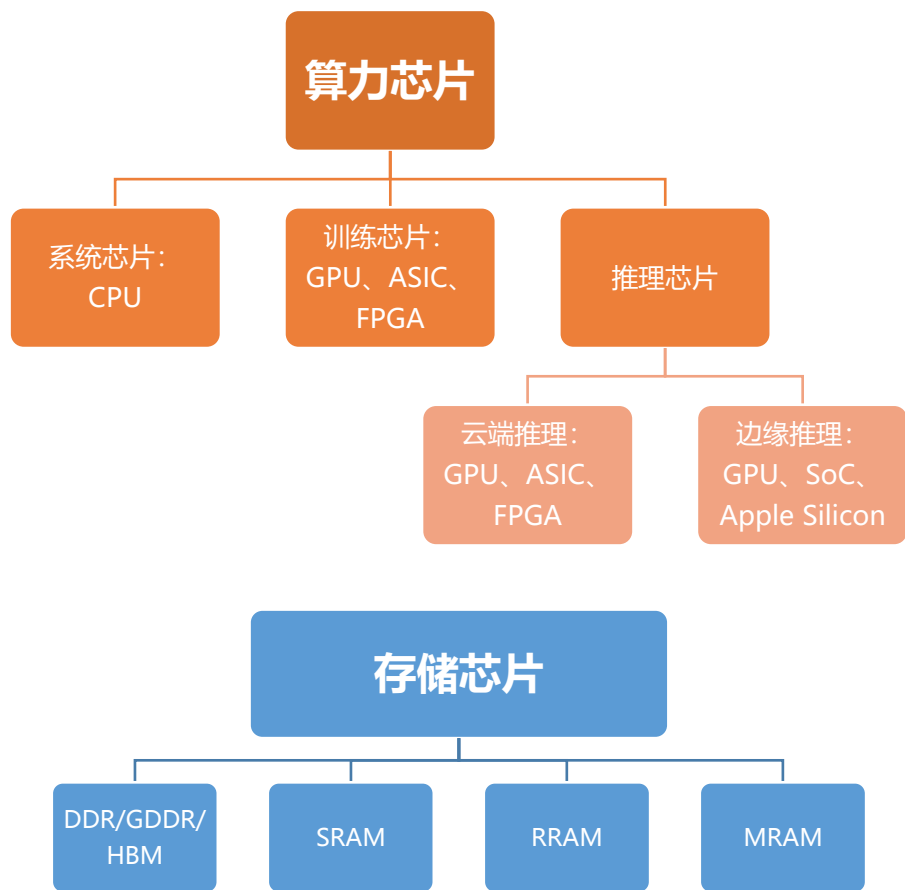 算力芯片
系统芯片：
CPU
训练芯片：
GPU、ASIC、
FPGA
推理芯片
云端推理：
GPU、ASIC、
FPGA
边缘推理：
GPU、SoC、
Apple Silicon
存储芯片
DDR/GDDR/
HBM
SRAM
RRAM
MRAM